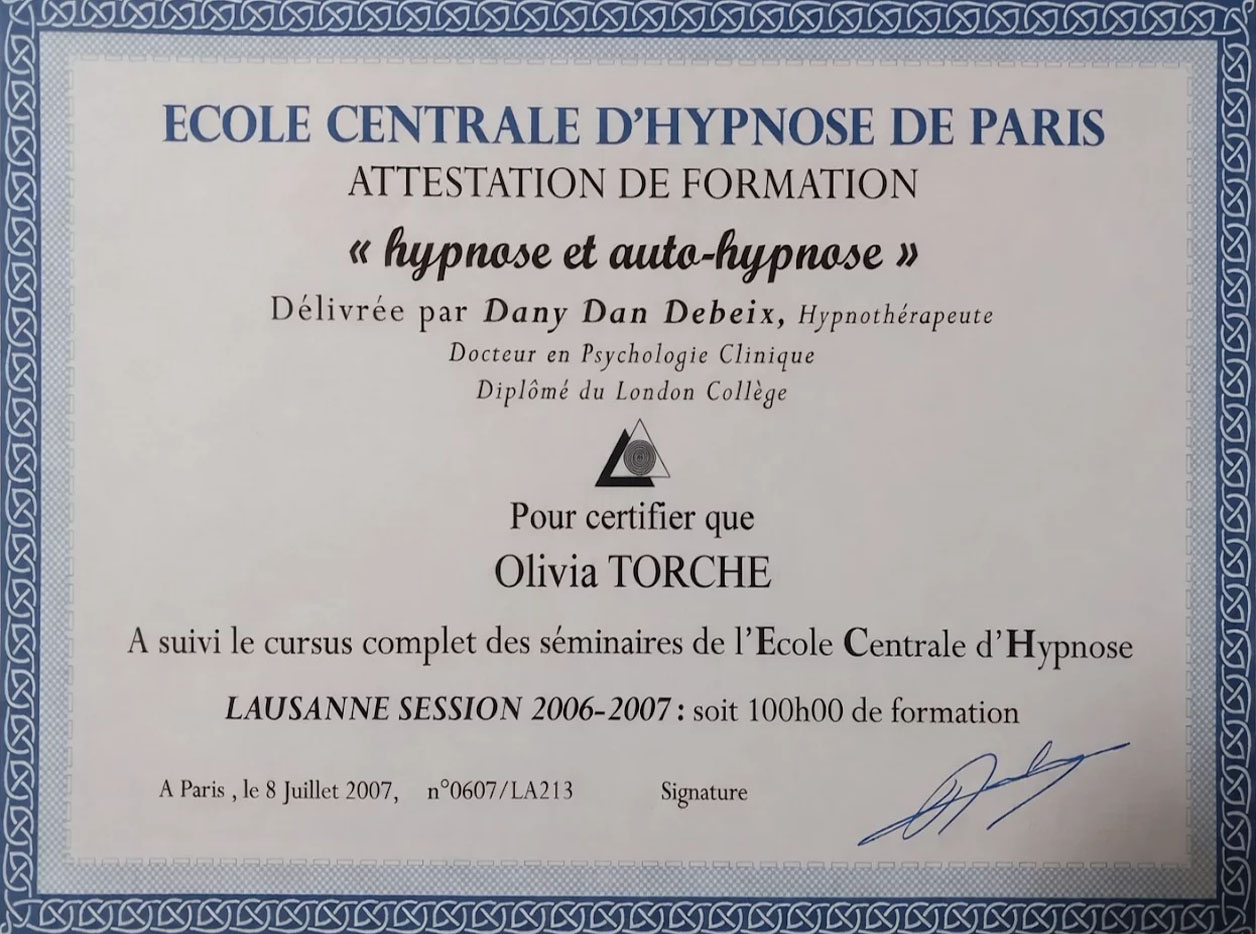 ECOLE CENTRALE D'HYPNOSE DE PARIS
ATTESTATION DE FORMATION
« hypnose et auto-hypnose »
Délivrée par Dany Dan Debeix, Hypnothérapeute
Docteur en Psychologie Clinique
Diplômé du London Collège
Pour certifier que
Olivia TORCHE
A suivi le cursus complet des séminaires de l'Ecole Centrale d'Hypnose
LAUSANNE SESSION 2006-2007 : soit 100h00 de formation
A Paris , le 8 Juillet 2007, n°0607/LA213 Signature